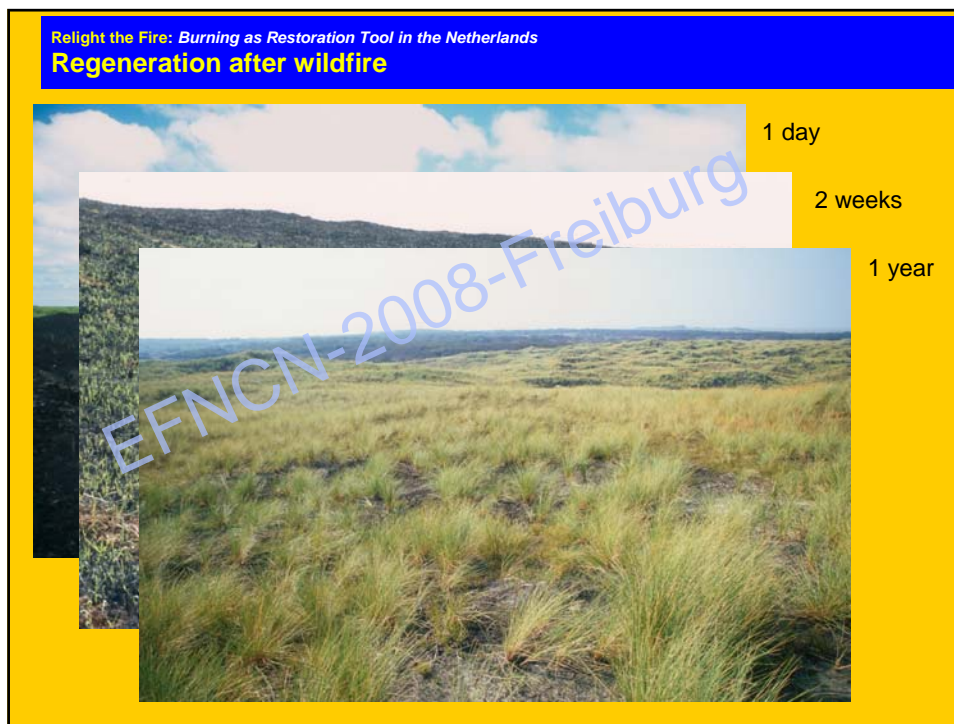 Relight the Fire: Burning as Restoration Tool in the Netherlands
Regeneration after wildfire
1 day
2 weeks
1 year
EFNCN-2008-Freiburg